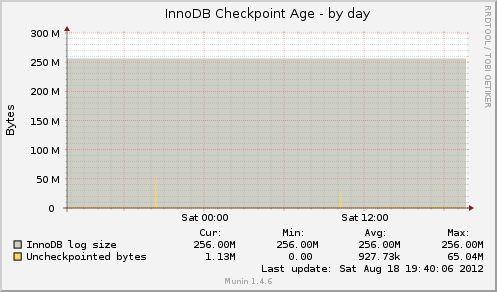 InnoDB Checkpoint Age - by day
RRDTOOL / TOBI OETIKER
Bytes
300 M
250 M
200 M
150 M
100 M
50 M
0
Sat 00:00 Sat 12:00
Cur: Min: Avg: Max:
InnoDB log size 256.00M 256.00M 256.00M 256.00M
Uncheckpointed bytes 1.13M 0.00 927.73k 65.04M
Last update: Sat Aug 18 19:40:06 2012
Munin 1.4.6